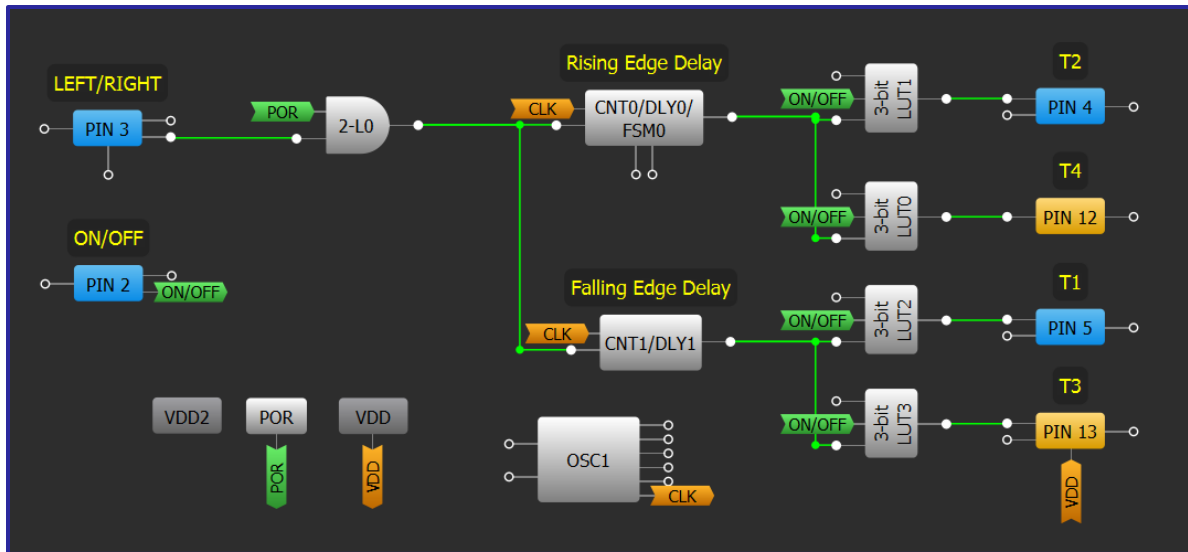 LEFT/RIGHT
PIN 3
POR
2-L0
Rising Edge Delay
CLK
CNT0/DLY0/
FSM0
ON/OFF
3-bit
LUT1
T2
PIN 4
ON/OFF
3-bit
LUT0
T4
PIN 12
ON/OFF
PIN 2
ON/OFF
Falling Edge Delay
CLK
CNT1/DLY1
ON/OFF
3-bit
LUT2
T1
PIN 5
ON/OFF
3-bit
LUT3
T3
PIN 13
VDD
VDD2
POR
POR
VDD
VDD
OSC1
CLK